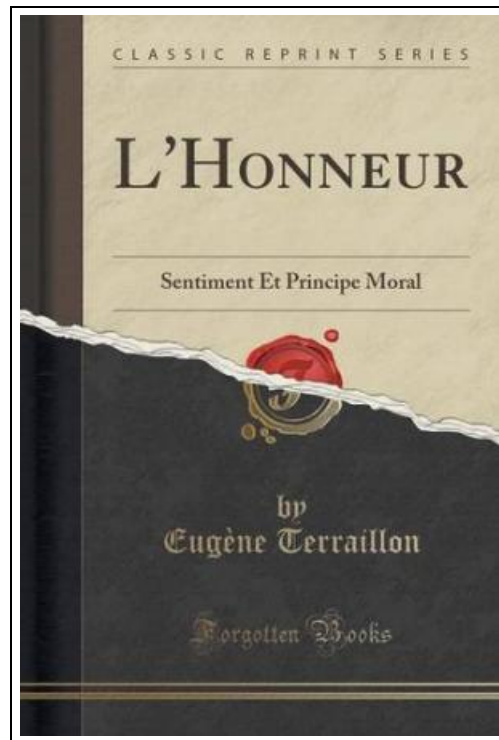 CLASSIC REPRINT SERIES
L'HONNEUR
Sentiment Et Principe Moral
by
Eugène Terraillon
Forgotten Books